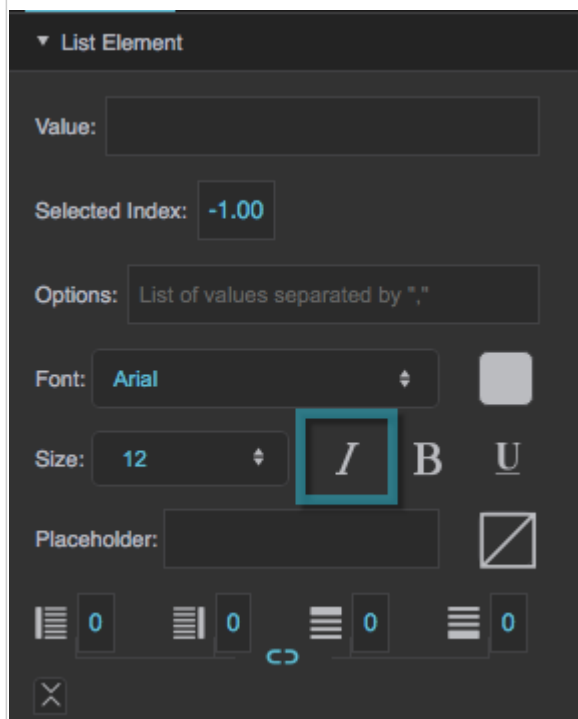 List Element
Value:
Selected Index: -1.00
Options: List of values separated by ","
Font: Arial
Size: 12 I B U
Placeholder:
0 0 0 0